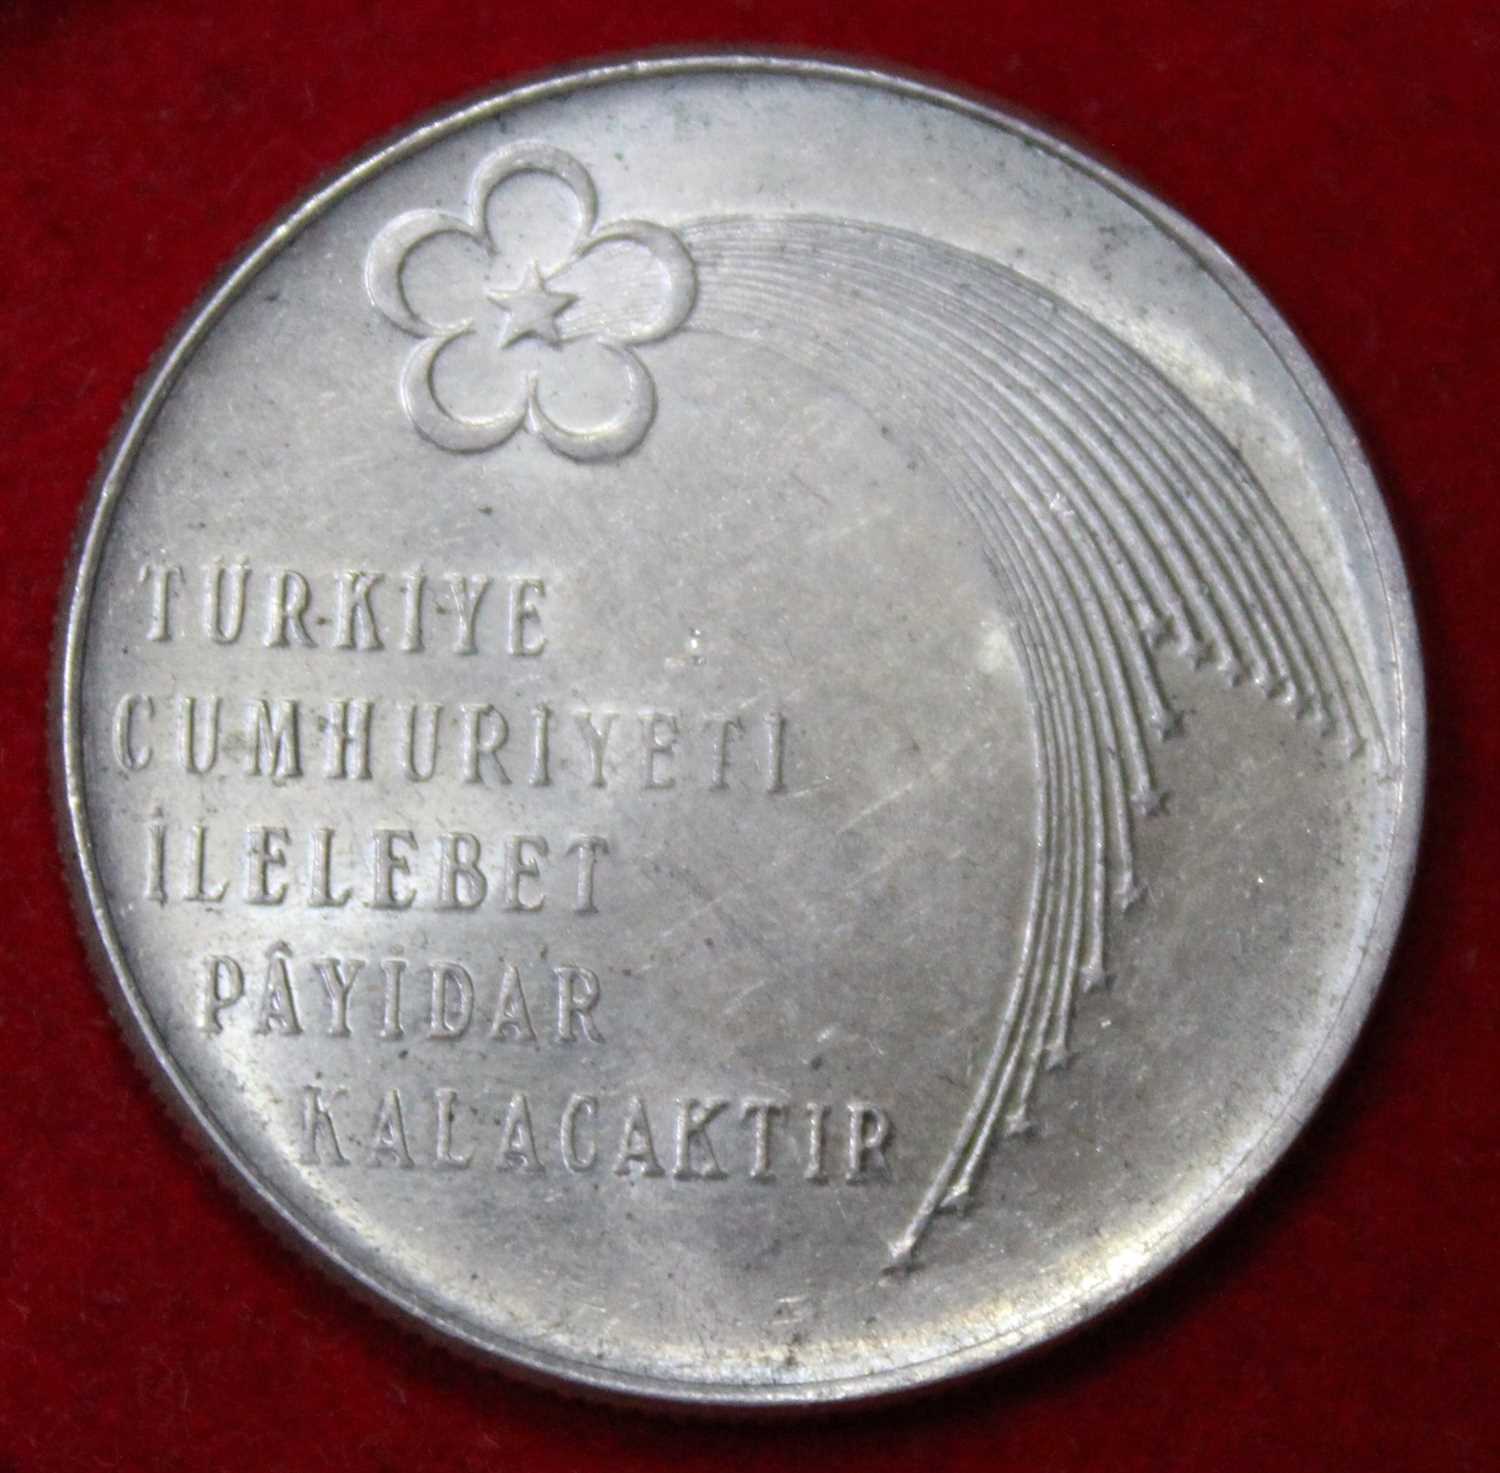 TÜRKİYE
CUMHURİYETİ
İLELEBET
PÂYİDAR
KALACAKTIR